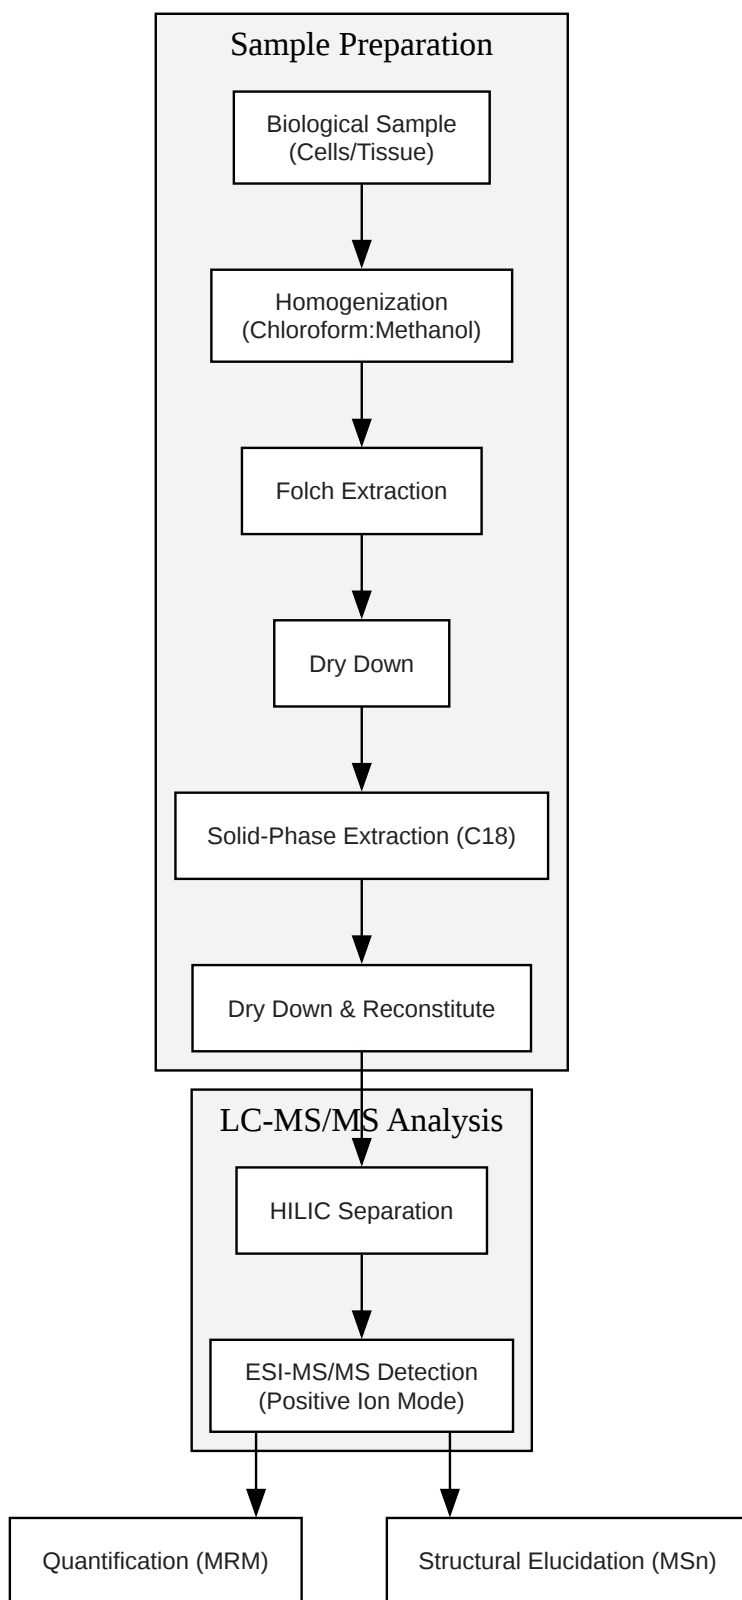 Sample Preparation
Biological Sample
(Cells/Tissue)
Homogenization
(Chloroform:Methanol)
Folch Extraction
Dry Down
Solid-Phase Extraction (C18)
Dry Down & Reconstitute
LC-MS/MS Analysis
HILIC Separation
ESI-MS/MS Detection
(Positive Ion Mode)
Quantification (MRM)
Structural Elucidation (MSn)